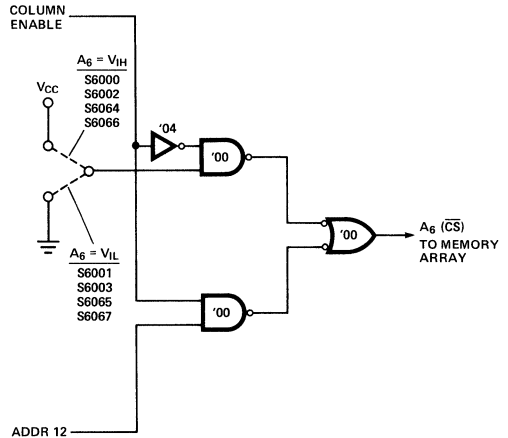 COLUMN
ENABLE
A6 = VIH
S6000
S6002
S6064
S6066
VCC
'04
'00
'00
A6 (CS)
TO MEMORY
ARRAY
A6 = VIL
S6001
S6003
S6065
S6067
'00
ADDR 12